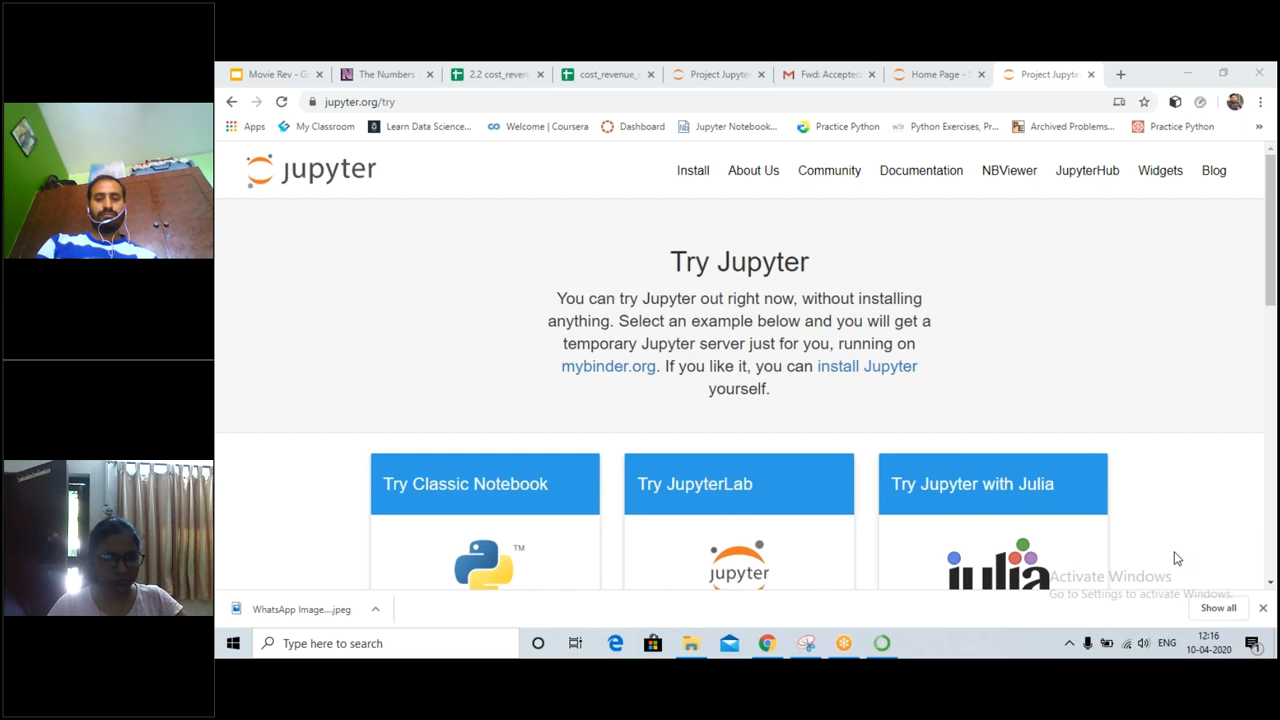 Movie Rev - G
The Numbers
2.2 cost_reven
cost_revenue_
Project Jupyte
Fwd: Accepted
Home Page -
Project Jupyte
jupyter.org/try
Apps
My Classroom
Learn Data Science...
Welcome | Coursera
Dashboard
Jupyter Notebook...
Practice Python
Python Exercises, Pr...
Archived Problems...
Practice Python
»
jupyter
Install
About Us
Community
Documentation
NBViewer
JupyterHub
Widgets
Blog
Try Jupyter
You can try Jupyter out right now, without installing
anything. Select an example below and you will get a
temporary Jupyter server just for you, running on
mybinder.org. If you like it, you can install Jupyter
yourself.
Try Classic Notebook
Try JupyterLab
Try Jupyter with Julia
TM
jupyter
julia
Activate Windows
Go to Settings to activate Windows.
WhatsApp Image....jpeg
Show all
Type here to search
ENG
12:16
10-04-2020